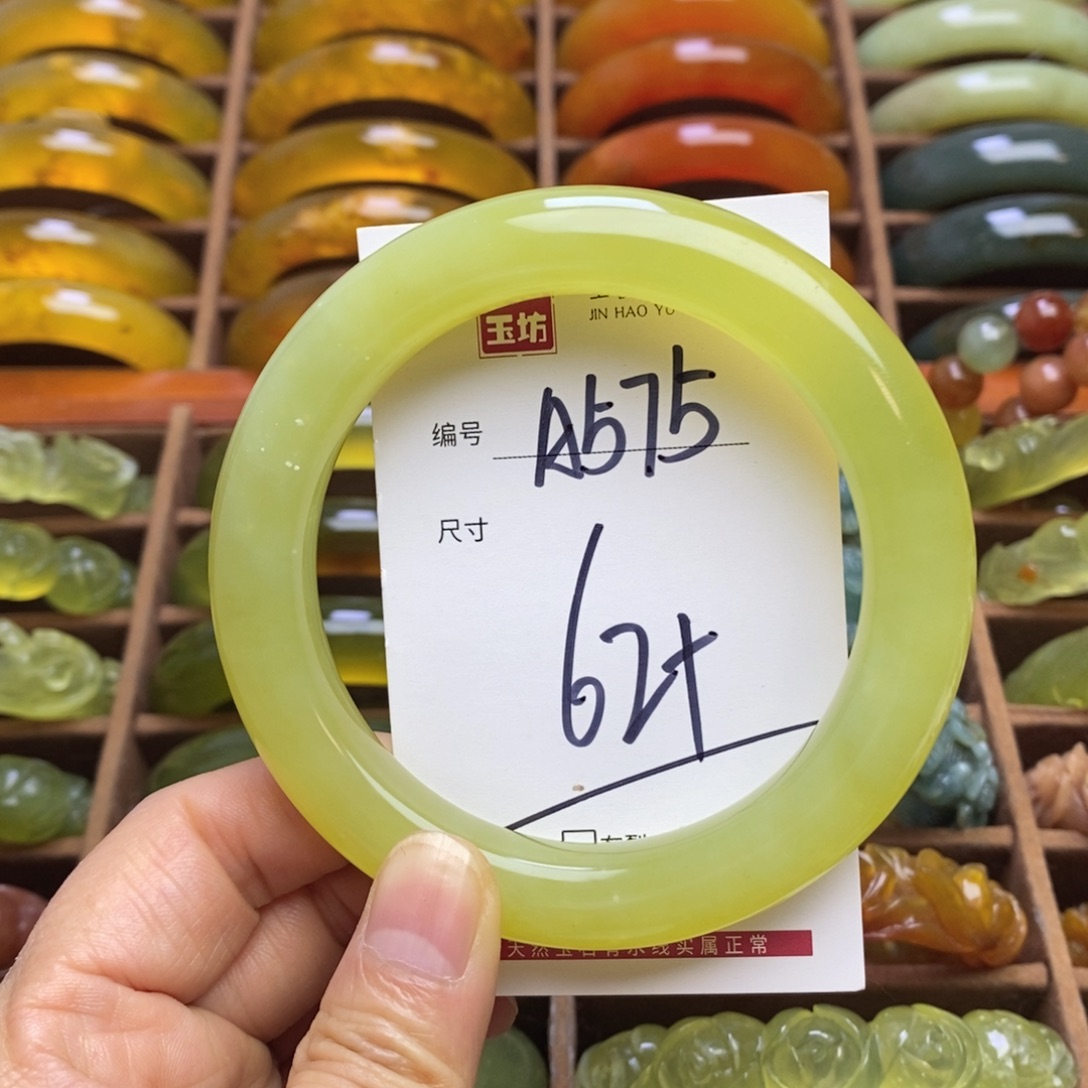 玉坊
JIN HAO YU
编号 A575
尺寸
62+
天然玉石有水线实属正常